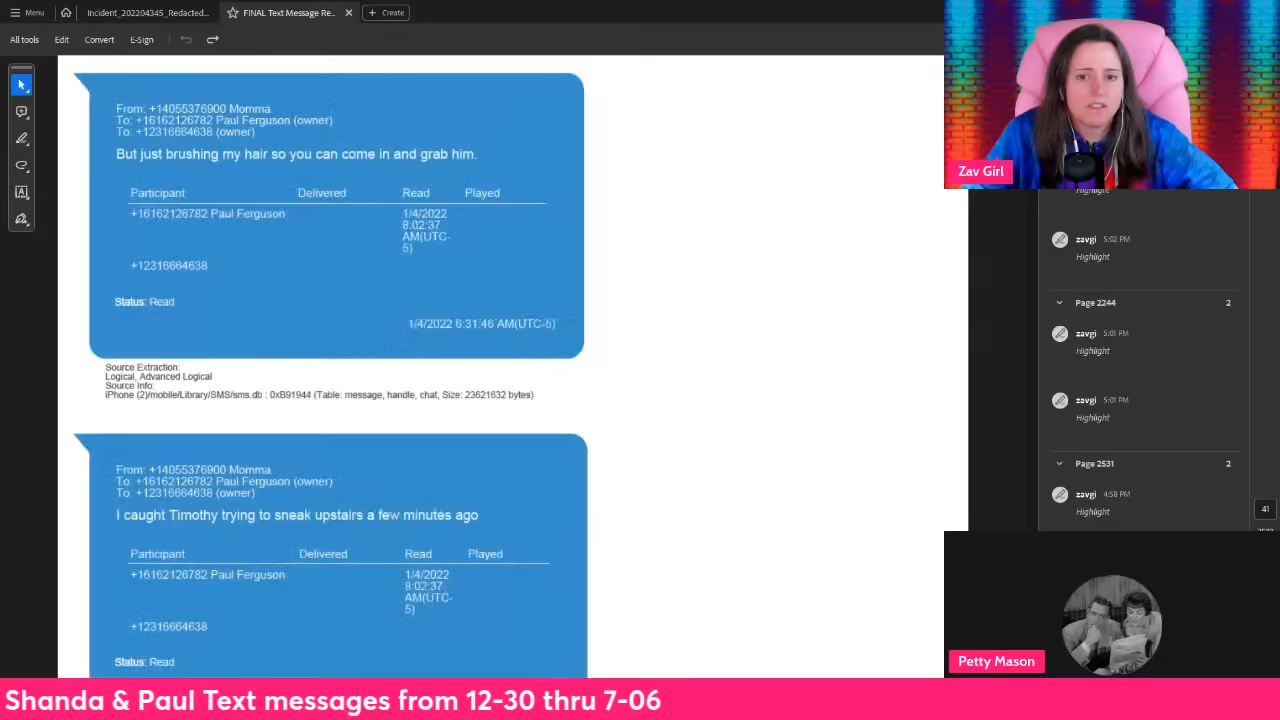 Menu
Incident_202204345_Redacted...
FINAL Text Message Re...
Create
All tools
Edit
Convert
E-Sign
From: +14055376900 Momma
To: +16162126782 Paul Ferguson (owner)
To: +12316664638 (owner)
But just brushing my hair so you can come in and grab him.
Participant Delivered Read Played
+16162126782 Paul Ferguson 1/4/2022
8:02:37
AM(UTC-
5)
+12316664638
Status: Read
1/4/2022 6:31:46 AM(UTC-5)
Source Extraction:
Logical, Advanced Logical
Source Info:
iPhone (2)/mobile/Library/SMS/sms.db : 0xB91944 (Table: message, handle, chat, Size: 23621632 bytes)
From: +14055376900 Momma
To: +16162126782 Paul Ferguson (owner)
To: +12316664638 (owner)
I caught Timothy trying to sneak upstairs a few minutes ago
Participant Delivered Read Played
+16162126782 Paul Ferguson 1/4/2022
8:02:37
AM(UTC-
5)
+12316664638
Status: Read
Zav Girl
Highlight
zavgi 5:02 PM
Highlight
Page 2244 2
zavgi 5:01 PM
Highlight
zavgi 5:01 PM
Highlight
Page 2531 2
zavgi 4:58 PM
Highlight
41
Petty Mason
Shanda & Paul Text messages from 12-30 thru 7-06